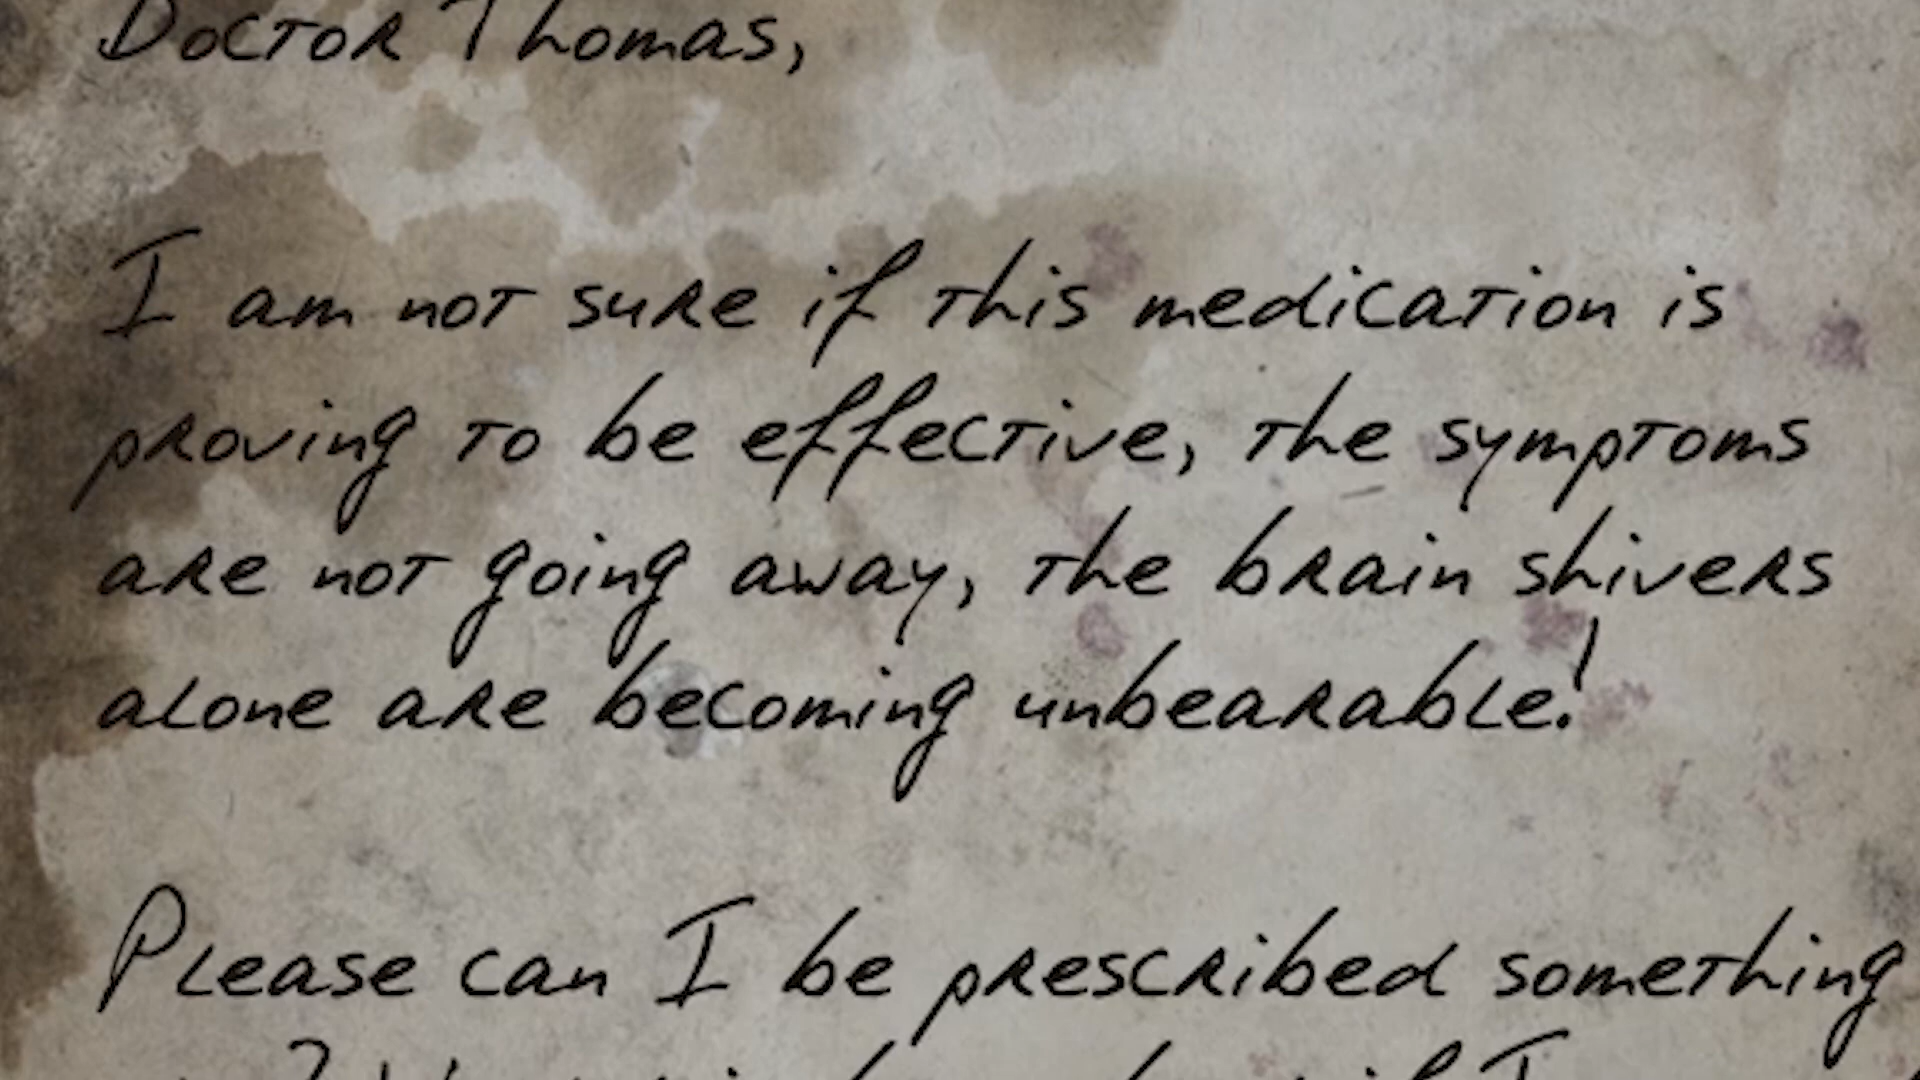 Doctor Thomas,
I am not sure if this medication is
proving to be effective, the symptoms
are not going away, the brain shivers
alone are becoming unbearable!
Please can I be prescribed something